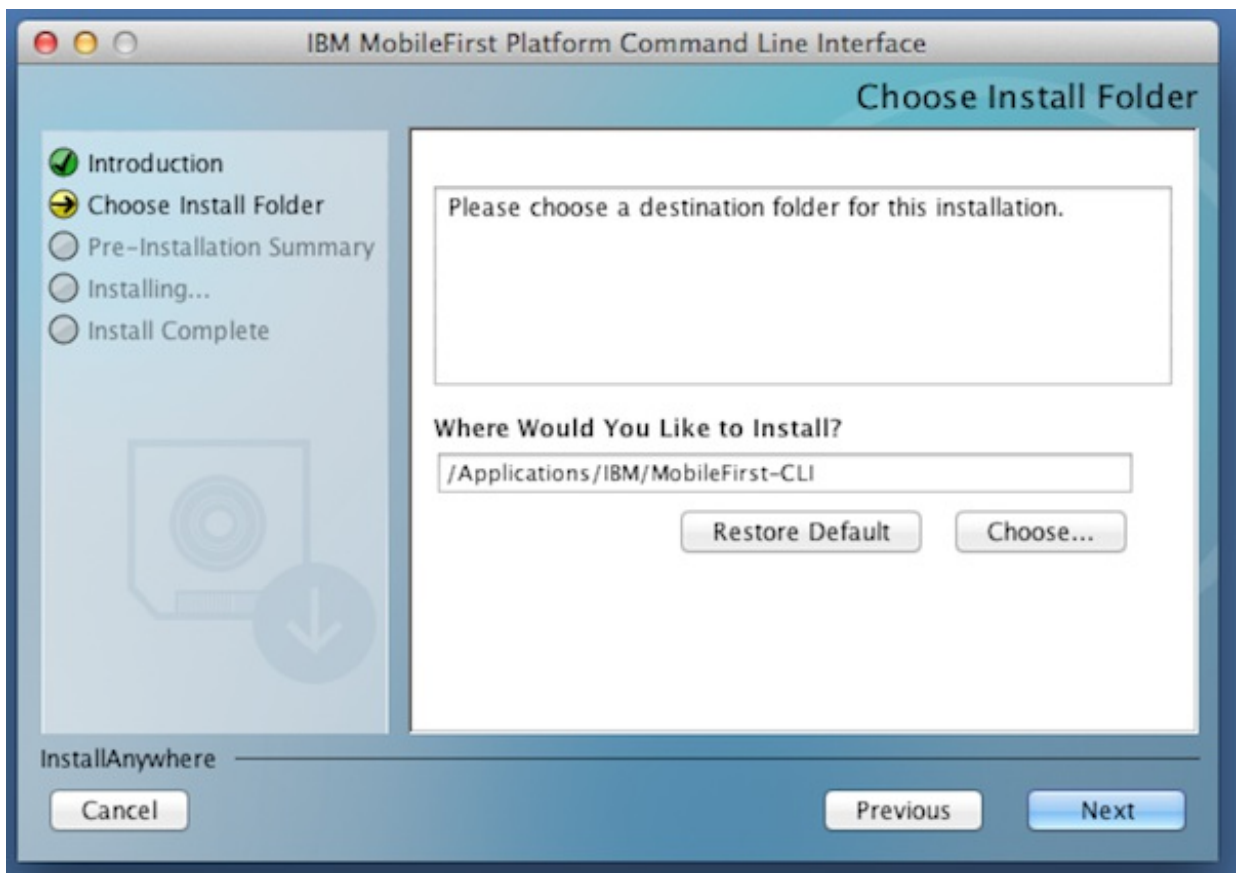 IBM MobileFirst Platform Command Line Interface
Choose Install Folder
Introduction
Choose Install Folder
Pre-Installation Summary
Installing...
Install Complete
Please choose a destination folder for this installation.
Where Would You Like to Install?
/Applications/IBM/MobileFirst-CLI
Restore Default
Choose...
InstallAnywhere
Cancel
Previous
Next